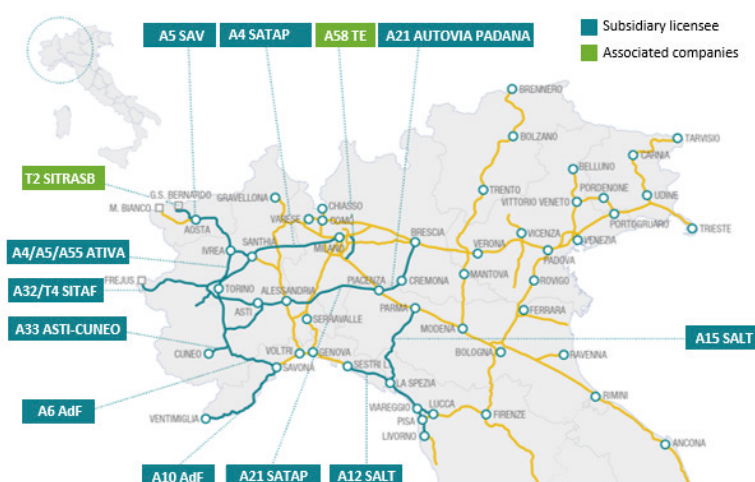 A5 SAV
A4 SATAP
A58 TE
A21 AUTOVIA PADANA
Subsidiary licensee
Associated companies
BRENNERO
BOLZANO
TARVISIO
CARNIA
BELLUNO
T2 SITRASB
G.S. BERNARDO
M. BIANCO
GRAVELLONA
CHIASSO
TRENTO
PORDENONE
UDINE
VITTORIO VENETO
AOSTA
VARESE
COMO
PORTOGRUARO
TRIESTE
BRESCIA
VICENZA
VENEZIA
A4/A5/A55 ATIVA
IVREA
SANTHIA
MILANO
VERONA
PADOVA
FREJUS
A32/T4 SITAF
TORINO
ALESSANDRIA
PIACENZA
CREMONA
MANTOVA
ROVIGO
ASTI
PARMA
FERRARA
A33 ASTI-CUNEO
SERRAVALLE
MODENA
A15 SALT
CUNEO
VOLTRI
GENOVA
BOLOGNA
RAVENNA
SAVONA
SESTRI L.
LA SPEZIA
A6 AdF
RIMINI
VIAREGGIO
LUCCA
VENTIMIGLIA
PISA
FIRENZE
LIVORNO
ANCONA
A10 AdF
A21 SATAP
A12 SALT